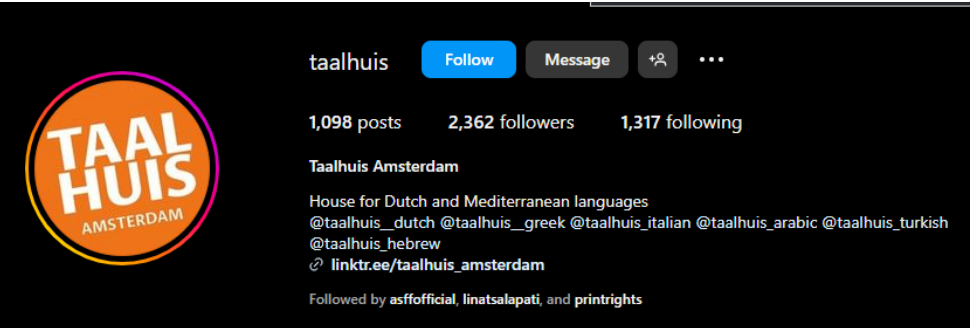 taalhuis Follow Message
1,098 posts 2,362 followers 1,317 following
TAAL
HUIS
AMSTERDAM
Taalhuis Amsterdam
House for Dutch and Mediterranean languages
@taalhuis__dutch @taalhuis__greek @taalhuis_italian @taalhuis_arabic @taalhuis_turkish
@taalhuis_hebrew
linktr.ee/taalhuis_amsterdam
Followed by asffofficial, linatsalapati, and printrights